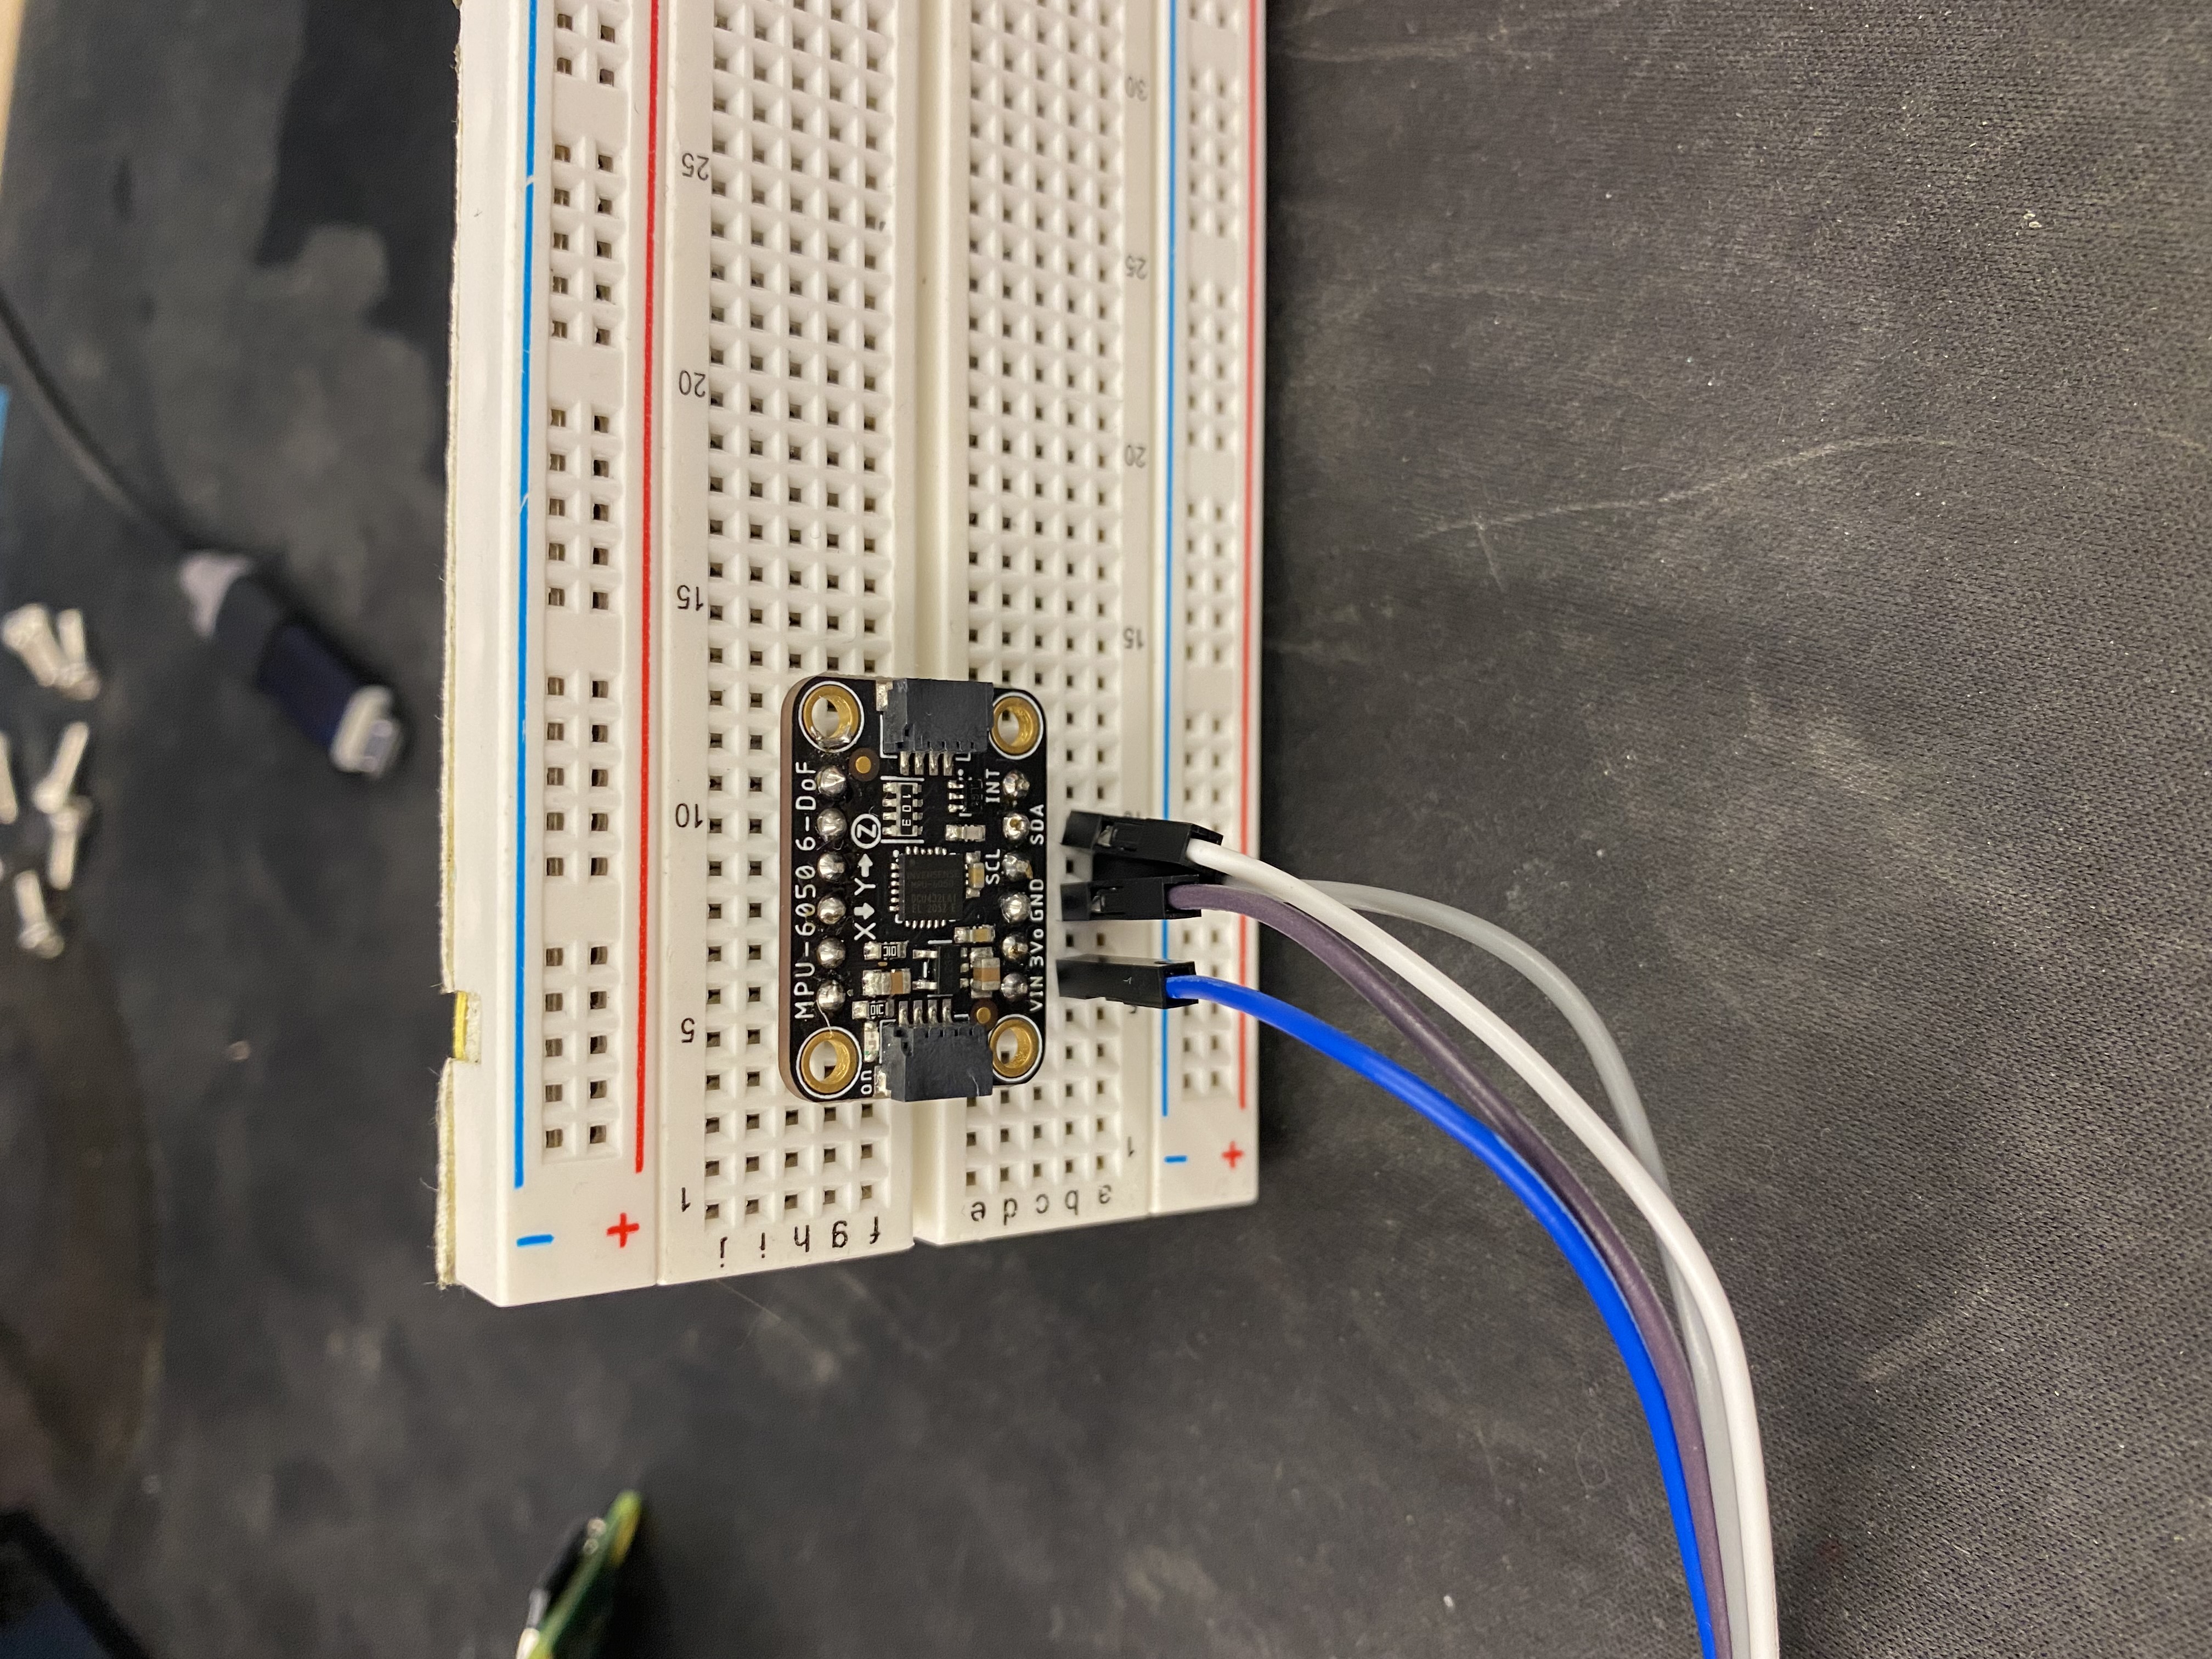 −
+
1 5 10 15 20 25
j
i
h
g
f
MPU-6050 6-DoF
X Y Z
on
103
SCL INT
VIN 3Vo GND SDA
e
d
c
b
a
1 15 20 25 30
−
+